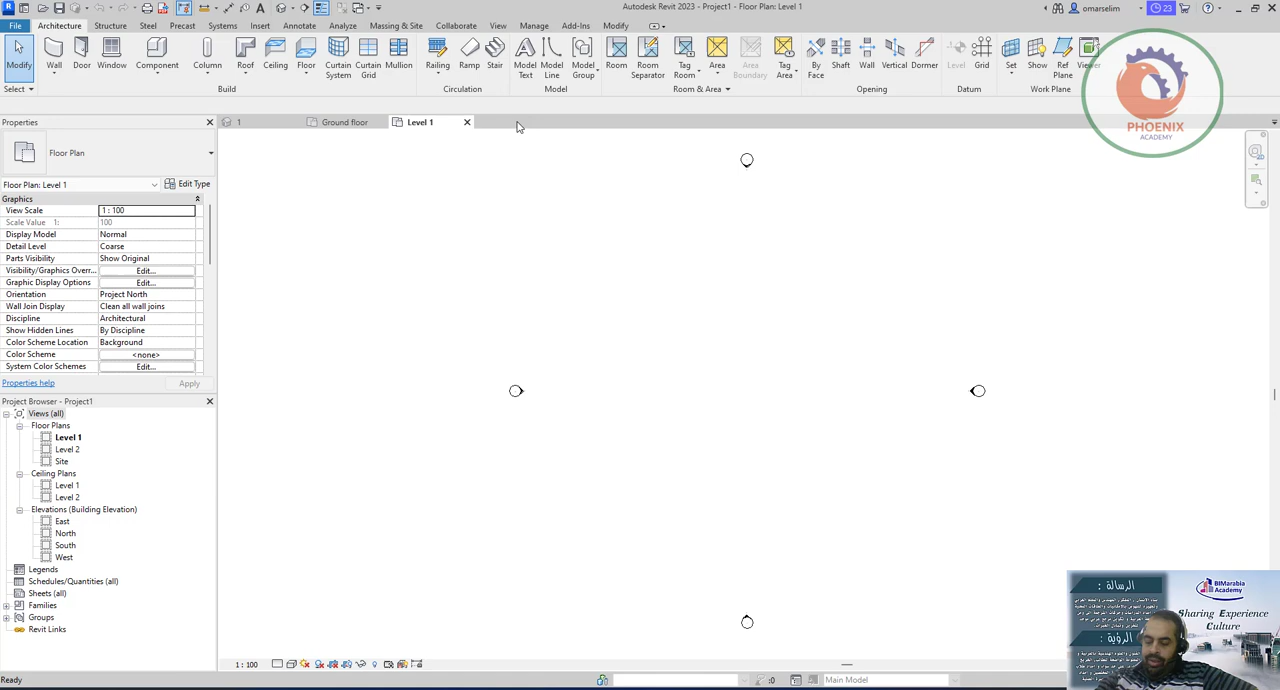 Autodesk Revit 2023 - Project1 - Floor Plan: Level 1
omarselim
23
File
Architecture
Structure
Steel
Precast
Systems
Insert
Annotate
Analyze
Massing & Site
Collaborate
View
Manage
Add-Ins
Modify
Modify
Wall
Door
Window
Component
Column
Roof
Ceiling
Floor
Curtain System
Curtain Grid
Mullion
Railing
Ramp
Stair
Model Text
Model Line
Model Group
Room
Room Separator
Tag Room
Area
Area Boundary
Tag Area
By Face
Shaft
Wall
Vertical
Dormer
Level
Grid
Set
Show
Ref Plane
Viewer
Select
Build
Circulation
Model
Room & Area
Opening
Datum
Work Plane
PHOENIX
ACADEMY
Properties
1
Ground floor
Level 1
Floor Plan
Floor Plan: Level 1
Edit Type
Graphics
View Scale 1 : 100
Scale Value 1: 100
Display Model Normal
Detail Level Coarse
Parts Visibility Show Original
Visibility/Graphics Overr... Edit...
Graphic Display Options Edit...
Orientation Project North
Wall Join Display Clean all wall joins
Discipline Architectural
Show Hidden Lines By Discipline
Color Scheme Location Background
Color Scheme <none>
System Color Schemes Edit...
Properties help
Apply
Project Browser - Project1
Views (all)
Floor Plans
Level 1
Level 2
Site
Ceiling Plans
Level 1
Level 2
Elevations (Building Elevation)
East
North
South
West
Legends
Schedules/Quantities (all)
Sheets (all)
Families
Groups
Revit Links
1 : 100
Ready
:0
Main Model
الرسالة :
الرؤية :
BIMarabia
Academy
Sharing Experience
Culture